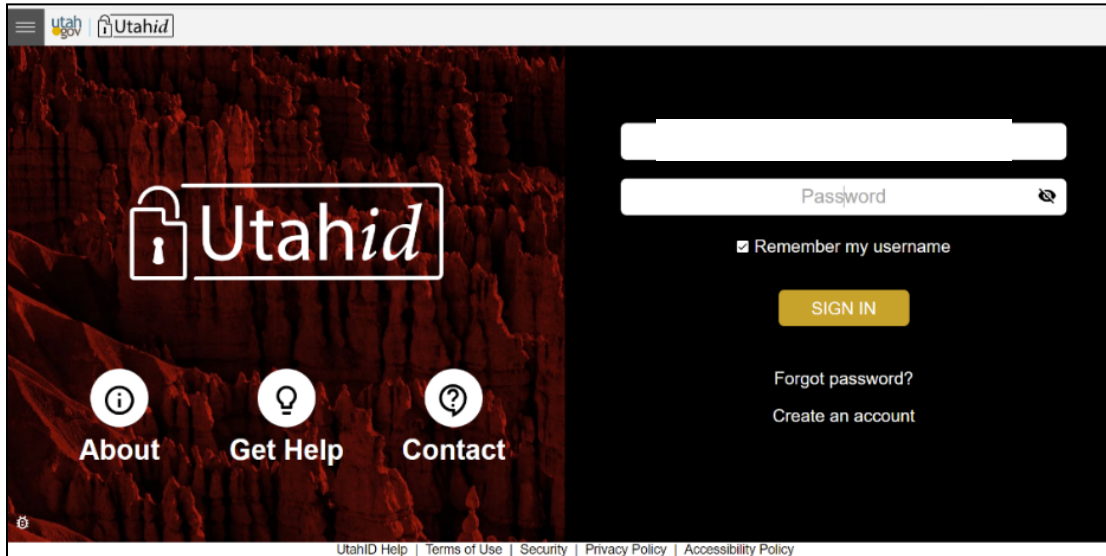 utah
gov
Utahid
Utahid
About
Get Help
Contact
Password
Remember my username
SIGN IN
Forgot password?
Create an account
UtahID Help | Terms of Use | Security | Privacy Policy | Accessibility Policy